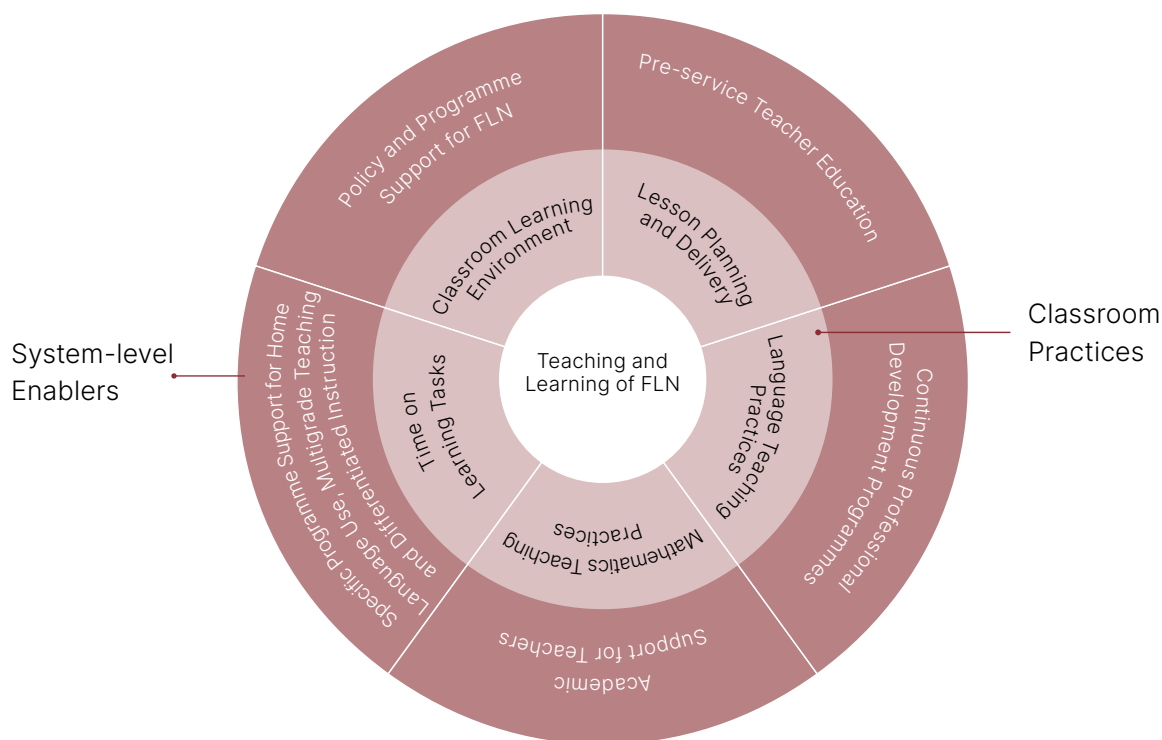 Policy and Programme
Support for FLN
Pre-service Teacher Education
Classroom Learning
Environment
Lesson Planning
and Delivery
System-level
Enablers
Specific Programme Support for Home
Language Use, Multigrade Teaching
and Differentiated Instruction
Time on
Learning Tasks
Teaching and
Learning of FLN
Language Teaching
Practices
Continuous Professional
Development Programmes
Classroom
Practices
Mathematics Teaching
Practices
Academic
Support for Teachers